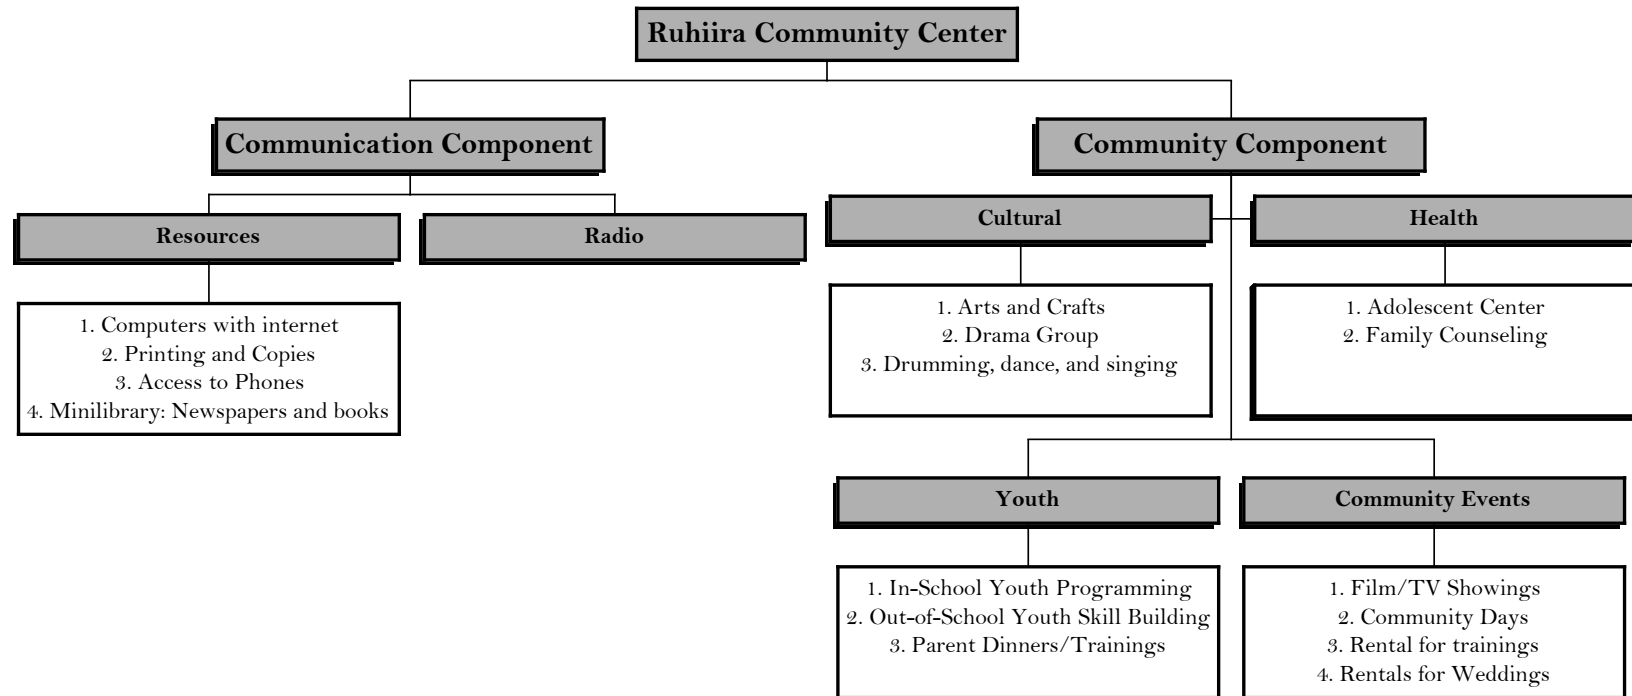 Ruhiira Community Center
Communication Component
Community Component
Resources
Radio
Cultural
Health
1. Computers with internet
2. Printing and Copies
3. Access to Phones
4. Minilibrary: Newspapers and books
1. Arts and Crafts
2. Drama Group
3. Drumming, dance, and singing
1. Adolescent Center
2. Family Counseling
Youth
Community Events
1. In-School Youth Programming
2. Out-of-School Youth Skill Building
3. Parent Dinners/Trainings
1. Film/TV Showings
2. Community Days
3. Rental for trainings
4. Rentals for Weddings